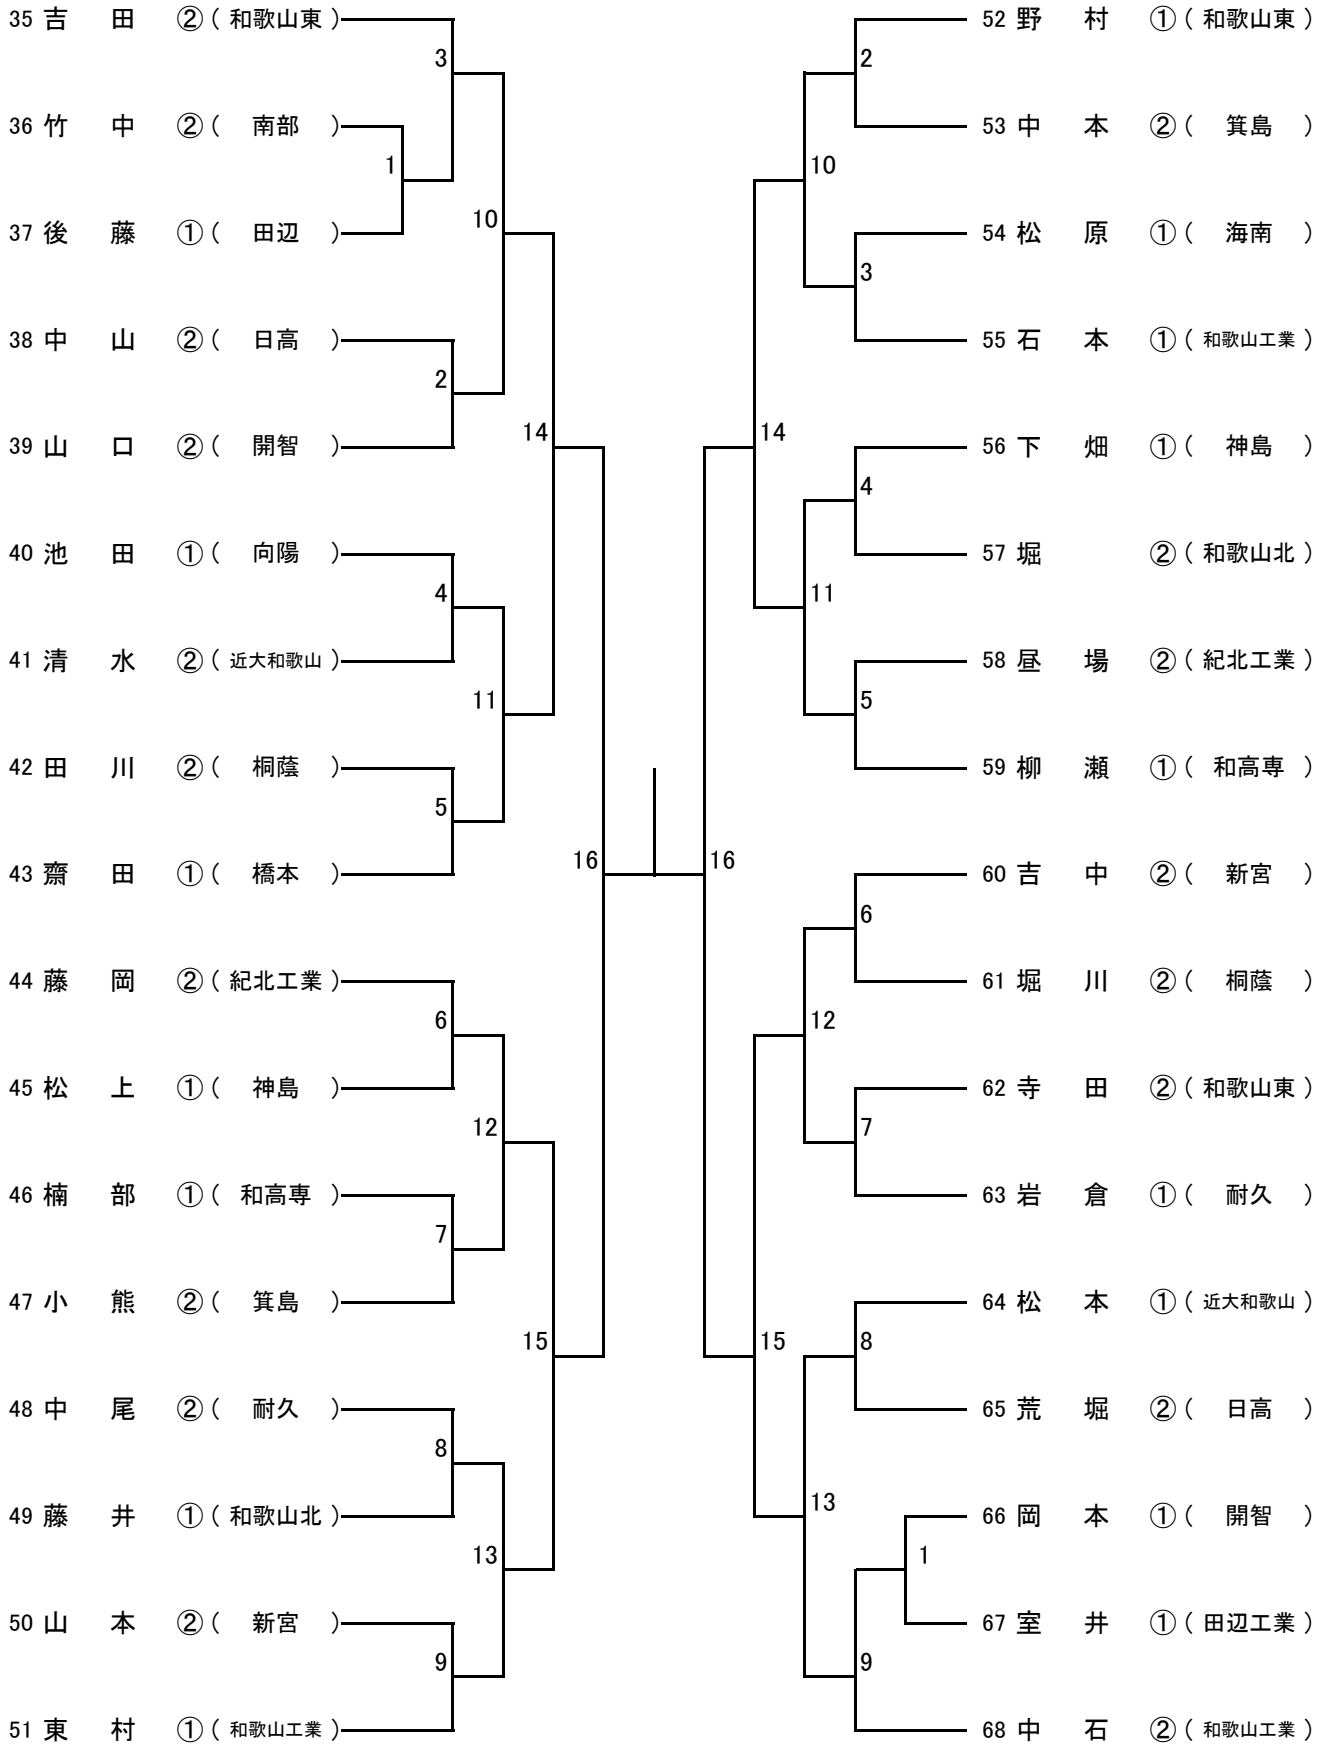 35 吉 田 ② ( 和歌山東 )
3
36 竹 中 ② ( 南部 )
1
37 後 藤 ① ( 田辺 )
10
38 中 山 ② ( 日高 )
2
39 山 口 ② ( 開智 )
14
40 池 田 ① ( 向陽 )
4
41 清 水 ② ( 近大和歌山 )
11
42 田 川 ② ( 桐蔭 )
5
43 齋 田 ① ( 橋本 )
16
44 藤 岡 ② ( 紀北工業 )
6
45 松 上 ① ( 神島 )
12
46 楠 部 ① ( 和高専 )
7
47 小 熊 ② ( 箕島 )
15
48 中 尾 ② ( 耐久 )
8
49 藤 井 ① ( 和歌山北 )
13
50 山 本 ② ( 新宮 )
9
51 東 村 ① ( 和歌山工業 )
52 野 村 ① ( 和歌山東 )
2
53 中 本 ② ( 箕島 )
10
54 松 原 ① ( 海南 )
3
55 石 本 ① ( 和歌山工業 )
14
56 下 畑 ① ( 神島 )
4
57 堀 ② ( 和歌山北 )
11
58 昼 場 ② ( 紀北工業 )
5
59 柳 瀬 ① ( 和高専 )
16
60 吉 中 ② ( 新宮 )
6
61 堀 川 ② ( 桐蔭 )
12
62 寺 田 ② ( 和歌山東 )
7
63 岩 倉 ① ( 耐久 )
64 松 本 ① ( 近大和歌山 )
15
8
65 荒 堀 ② ( 日高 )
13
66 岡 本 ① ( 開智 )
1
67 室 井 ① ( 田辺工業 )
9
68 中 石 ② ( 和歌山工業 )